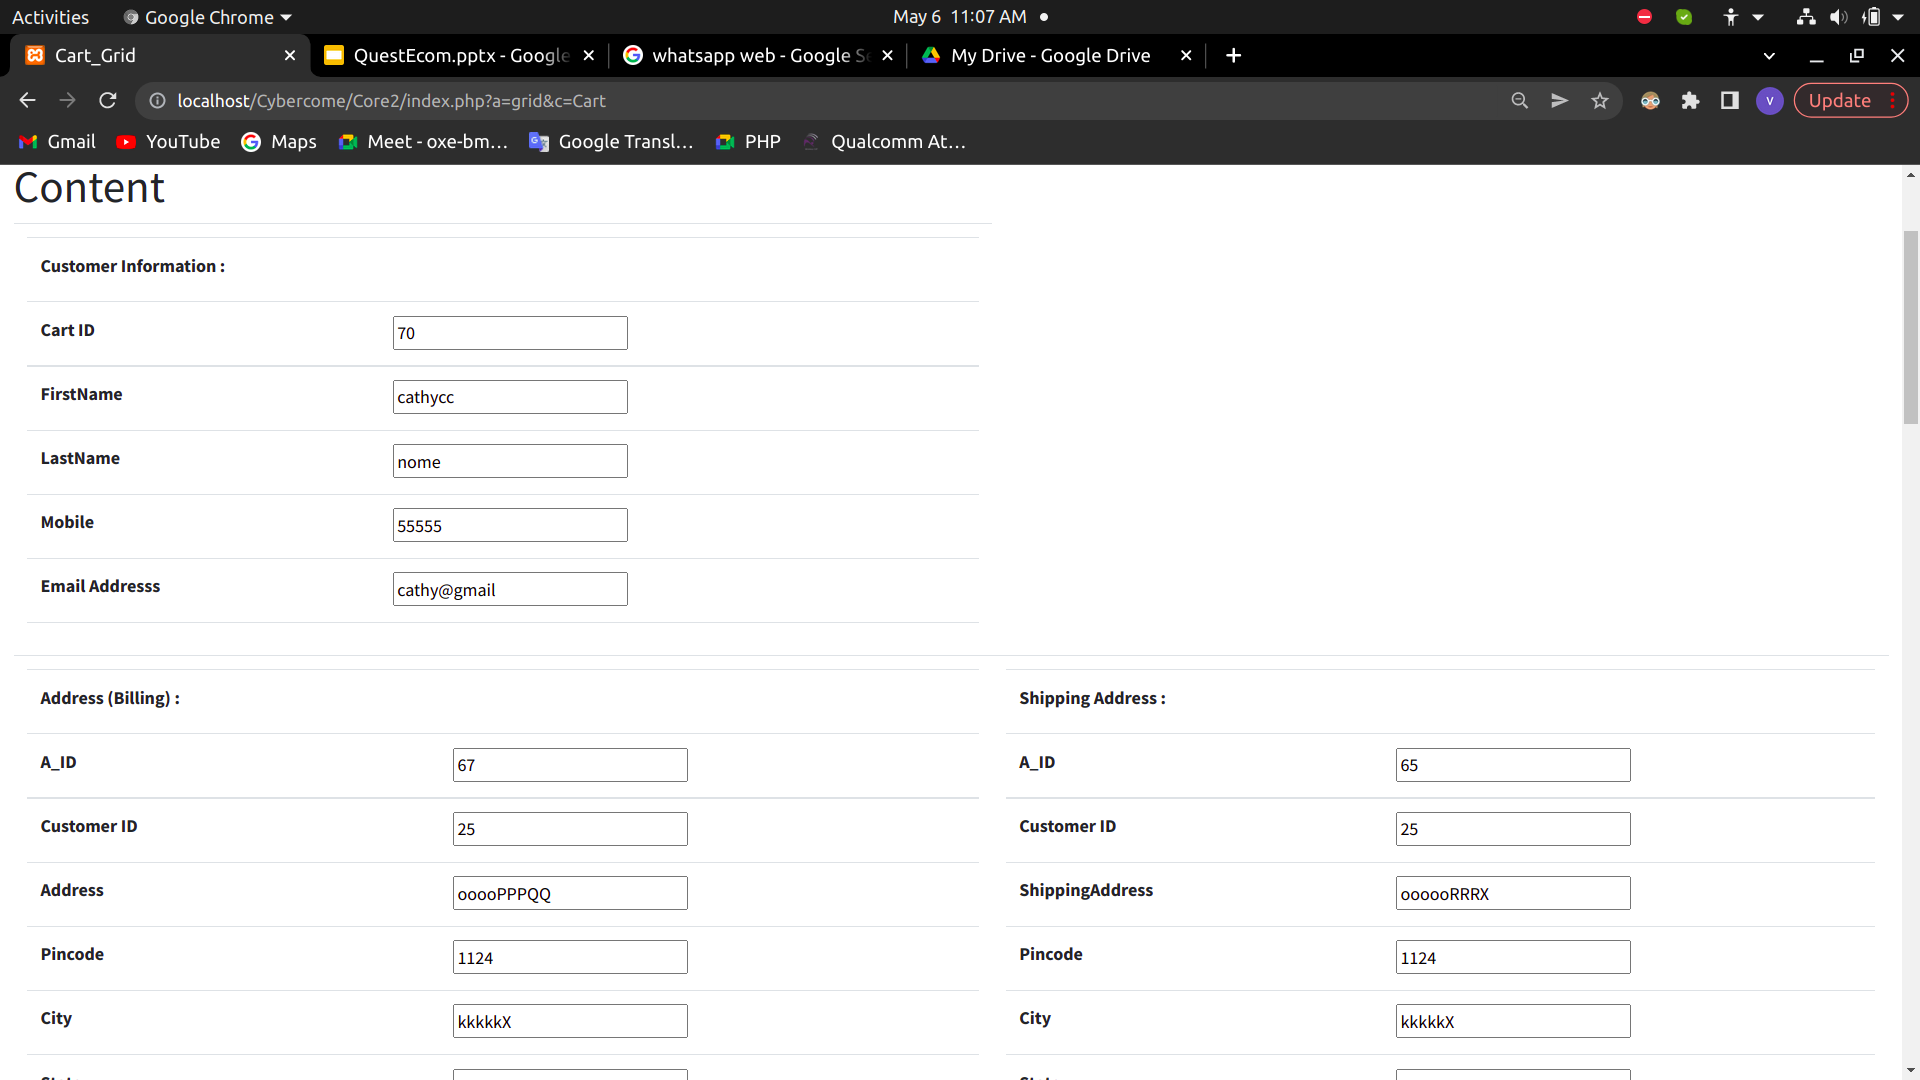 Activities Google Chrome May 6 11:07 AM
Cart_Grid QuestEcom.pptx - Google whatsapp web - Google Se My Drive - Google Drive
localhost/Cybercome/Core2/index.php?a=grid&c=Cart V Update
Gmail YouTube Maps Meet - oxe-bm... Google Transl... PHP Qualcomm At...
Content
Customer Information :
Cart ID 70
FirstName cathycc
LastName nome
Mobile 55555
Email Addresss cathy@gmail
Address (Billing) : Shipping Address :
A_ID 67 A_ID 65
Customer ID 25 Customer ID 25
Address ooooPPPQQ ShippingAddress oooooRRRX
Pincode 1124 Pincode 1124
City kkkkkX City kkkkkX